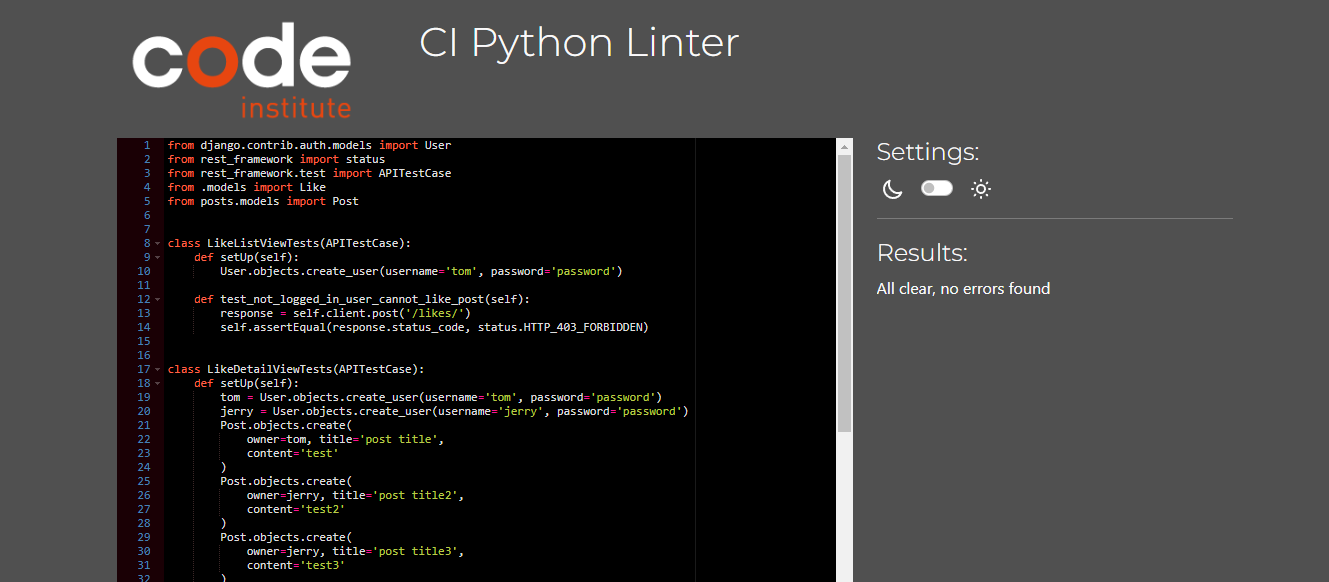 code
institute
CI Python Linter
1 from django.contrib.auth.models import User
2 from rest_framework import status
3 from rest_framework.test import APITestCase
4 from .models import Like
5 from posts.models import Post
6
7
8 class LikeListViewTests(APITestCase):
9     def setUp(self):
10         User.objects.create_user(username='tom', password='password')
11
12     def test_not_logged_in_user_cannot_like_post(self):
13         response = self.client.post('/likes/')
14         self.assertEqual(response.status_code, status.HTTP_403_FORBIDDEN)
15
16
17 class LikeDetailViewTests(APITestCase):
18     def setUp(self):
19         tom = User.objects.create_user(username='tom', password='password')
20         jerry = User.objects.create_user(username='jerry', password='password')
21         Post.objects.create(
22             owner=tom, title='post title',
23             content='test'
24         )
25         Post.objects.create(
26             owner=jerry, title='post title2',
27             content='test2'
28         )
29         Post.objects.create(
30             owner=jerry, title='post title3',
31             content='test3'
32         )
Settings:
Results:
All clear, no errors found